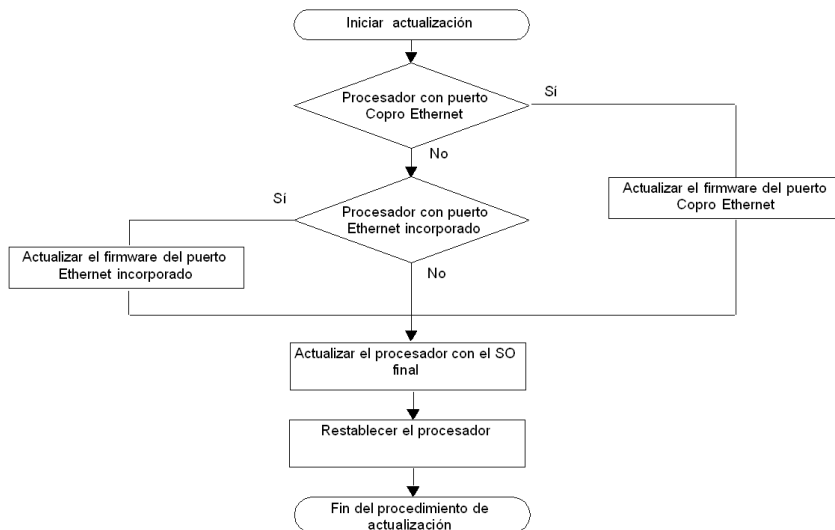 Iniciar actualización
Procesador con puerto
Copro Ethernet
Sí
No
Actualizar el firmware del puerto
Copro Ethernet
Sí
Procesador con puerto
Ethernet incorporado
Actualizar el firmware del puerto
Ethernet incorporado
No
Actualizar el procesador con el SO
final
Restablecer el procesador
Fin del procedimiento de
actualización